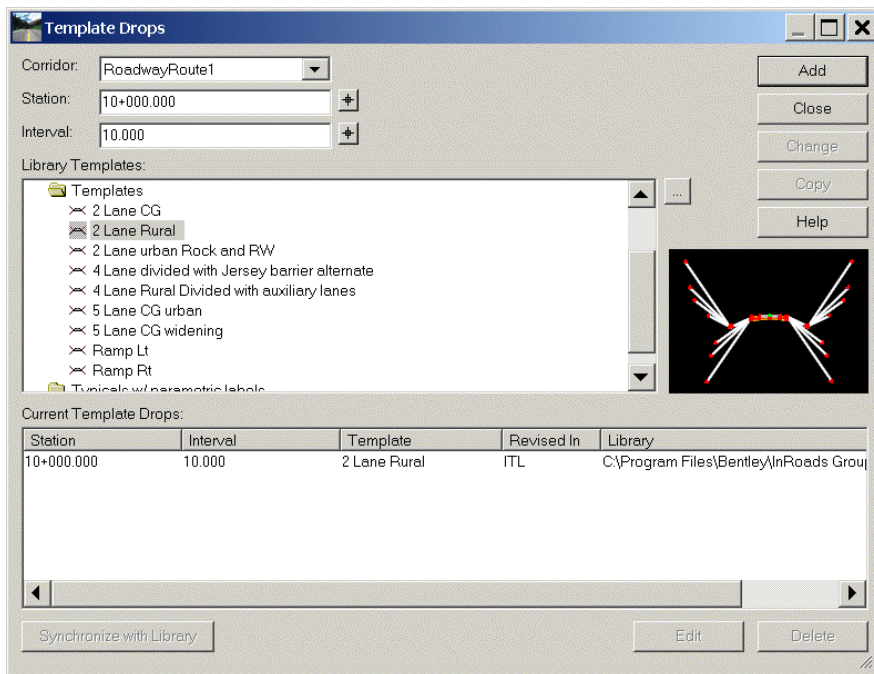 Template Drops
Corridor: RoadwayRoute1
Add
Station: 10+000.000
Close
Interval: 10.000
Change
Library Templates:
Templates
...
Copy
2 Lane CG
2 Lane Rural
Help
2 Lane urban Rock and RW
4 Lane divided with Jersey barrier alternate
4 Lane Rural Divided with auxiliary lanes
5 Lane CG urban
5 Lane CG widening
Ramp Lt
Ramp Rt
Typicals w/ parametric labels
Current Template Drops:
Station Interval Template Revised In Library
10+000.000 10.000 2 Lane Rural ITL C:\Program Files\Bentley\InRoads Grou
Synchronize with Library Edit Delete